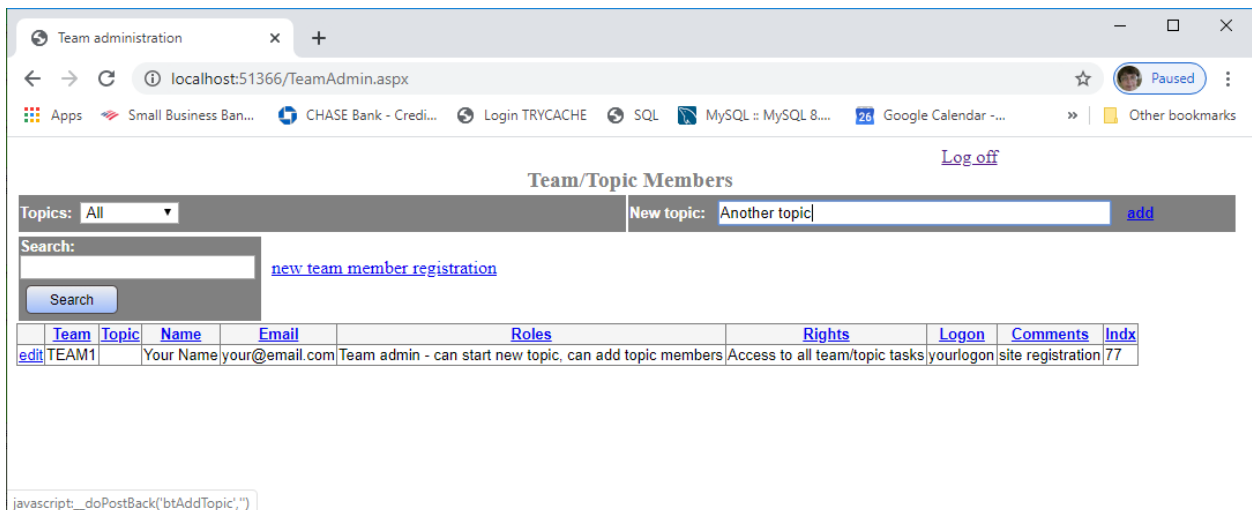 Team administration
localhost:51366/TeamAdmin.aspx
Paused
Apps Small Business Ban... CHASE Bank - Credi... Login TRYCACHE SQL MySQL :: MySQL 8.... 26 Google Calendar -... » Other bookmarks
Log off
Team/Topic Members
Topics: All New topic: Another topic add
Search:
new team member registration
Search
Team Topic Name Email Roles Rights Logon Comments Indx
edit TEAM1 Your Name your@email.com Team admin - can start new topic, can add topic members Access to all team/topic tasks yourlogon site registration 77
javascript:__doPostBack('btAddTopic','')